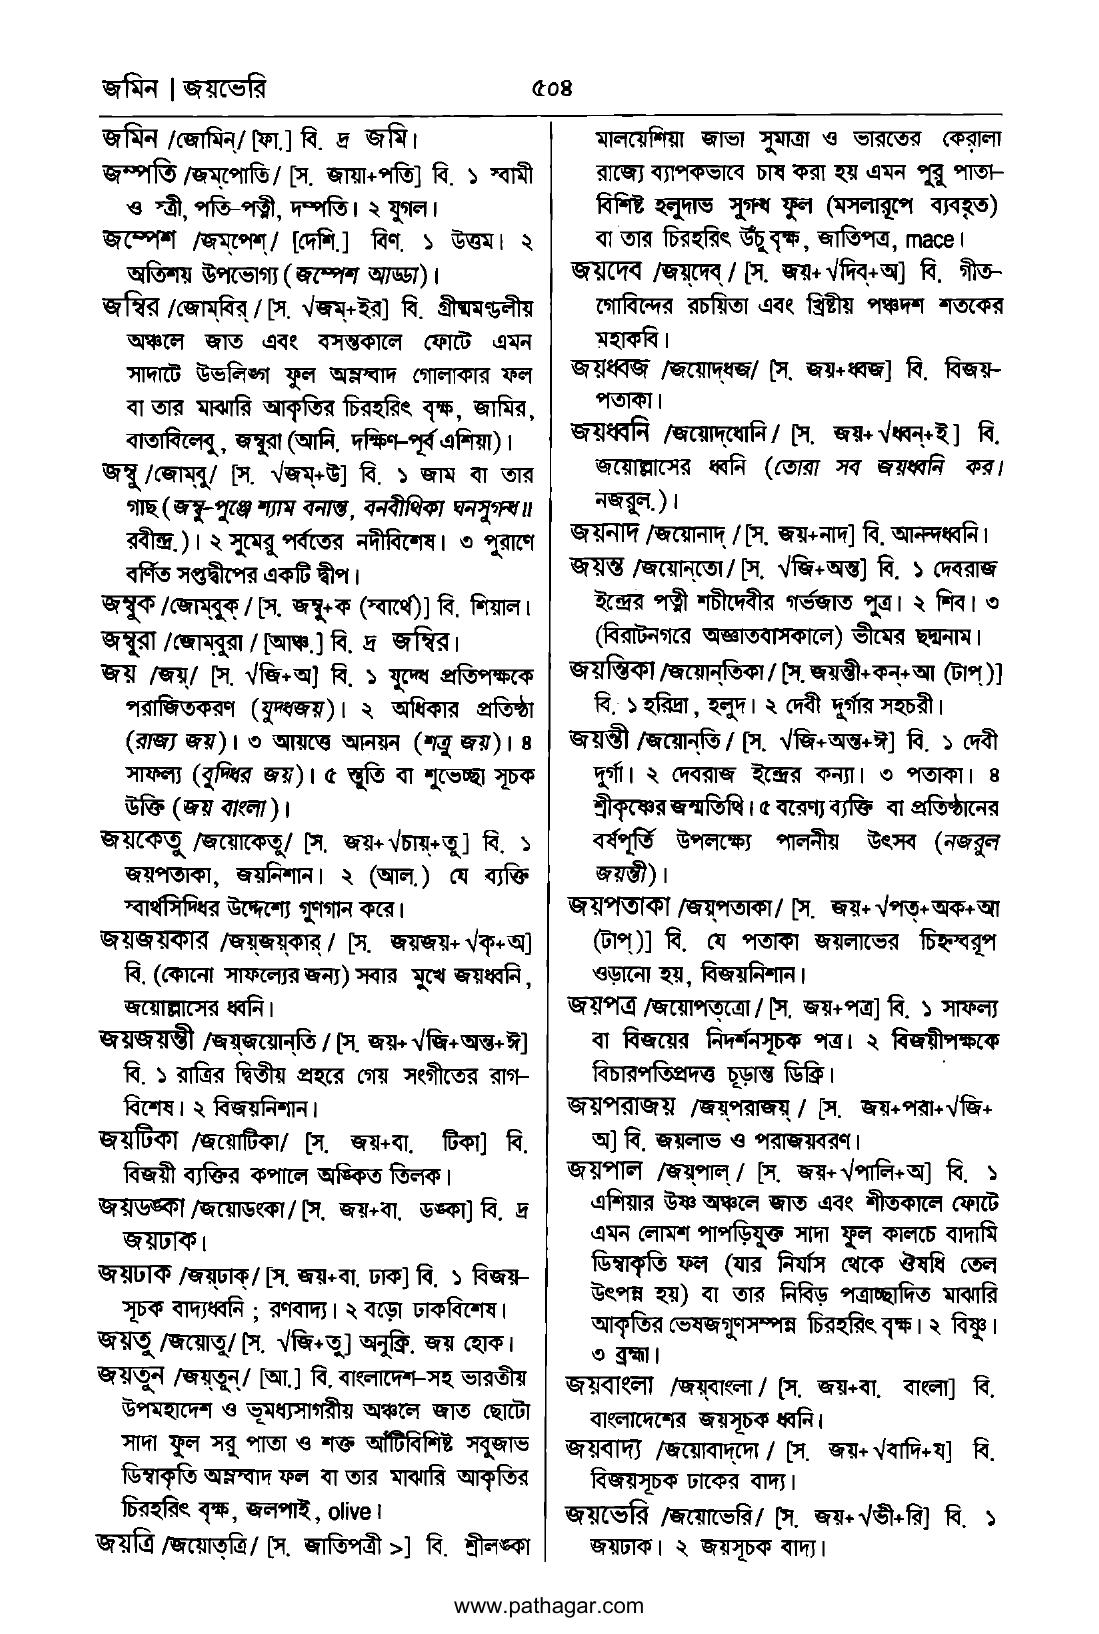 জমিন | জয়ভেরি
৫০৪
জমিন /জোমিন্/ [ফা.] বি. দ্র জমি।
জম্পতি /জম্‌পোতি/ [স. জায়া+পতি] বি. ১ স্বামী
ও স্ত্রী, পতি-পত্নী, দম্পতি। ২ যুগল।
জম্পেশ /জম্‌পেশ্/ [দেশি.] বিণ. ১ উত্তম। ২
অতিশয় উপভোগ্য (জম্পেশ আড্ডা)।
জম্বির /জোম্‌বির্/ [স. √জম্+ইর] বি. গ্রীষ্মমণ্ডলীয়
অঞ্চলে জাত এবং বসন্তকালে ফোটে এমন
সাদাটে উভলিঙ্গ ফুল অম্লস্বাদ গোলাকার ফল
বা তার মাঝারি আকৃতির চিরহরিৎ বৃক্ষ, জামির,
বাতাবিলেবু, জম্বুরা (আনি. দক্ষিণ-পূর্ব এশিয়া)।
জম্বু /জোম্‌বু/ [স. √জম্+উ] বি. ১ জাম বা তার
গাছ (জম্বু-পুঞ্জে শ্যাম বনান্ত, বনবীথিকা ঘনসুগন্ধ॥
রবীন্দ্র.)। ২ সুমেরু পর্বতের নদীবিশেষ। ৩ পুরাণে
বর্ণিত সপ্তদ্বীপের একটি দ্বীপ।
জম্বুক /জোম্‌বুক্/ [স. জম্বু+ক (স্বার্থে)] বি. শিয়াল।
জম্বুরা /জোম্‌বুরা/ [আঞ্চ.] বি. দ্র জম্বির।
জয় /জয়্/ [স. √জি+অ] বি. ১ যুদ্ধে প্রতিপক্ষকে
পরাজিতকরণ (যুদ্ধজয়)। ২ অধিকার প্রতিষ্ঠা
(রাজ্য জয়)। ৩ আয়ত্তে আনয়ন (শত্রু জয়)। ৪
সাফল্য (বুদ্ধির জয়)। ৫ স্তুতি বা শুভেচ্ছা সূচক
উক্তি (জয় বাংলা)।
জয়কেতু /জয়োকেতু/ [স. জয়+√চায়্+তু] বি. ১
জয়পতাকা, জয়নিশান। ২ (আল.) যে ব্যক্তি
স্বার্থসিদ্ধির উদ্দেশ্যে গুণগান করে।
জয়জয়কার /জয়্‌জয়্‌কার্/ [স. জয়জয়+√কৃ+অ]
বি. (কোনো সাফল্যের জন্য) সবার মুখে জয়ধ্বনি,
জয়োল্লাসের ধ্বনি।
জয়জয়ন্তী /জয়্‌জয়োন্‌তি/ [স. জয়+√জি+অন্ত+ঈ]
বি. ১ রাত্রির দ্বিতীয় প্রহরে গেয় সংগীতের রাগ-
বিশেষ। ২ বিজয়নিশান।
জয়টিকা /জয়োটিকা/ [স. জয়+বা. টিকা] বি.
বিজয়ী ব্যক্তির কপালে অঙ্কিত তিলক।
জয়ডঙ্কা /জয়োডংকা/ [স. জয়+বা. ডঙ্কা] বি. দ্র
জয়ঢাক।
জয়ঢাক /জয়্‌ঢাক্/ [স. জয়+বা. ঢাক] বি. ১ বিজয়-
সূচক বাদ্যধ্বনি ; রণবাদ্য। ২ বড়ো ঢাকবিশেষ।
জয়তু /জয়োতু/ [স. √জি+তু] অনুক্রি. জয় হোক।
জয়তুন /জয়্‌তুন্/ [আ.] বি. বাংলাদেশ-সহ ভারতীয়
উপমহাদেশ ও ভূমধ্যসাগরীয় অঞ্চলে জাত ছোটো
সাদা ফুল সবু পাতা ও শক্ত আঁটিবিশিষ্ট সবুজাভ
ডিম্বাকৃতি অম্লস্বাদ ফল বা তার মাঝারি আকৃতির
চিরহরিৎ বৃক্ষ, জলপাই, olive।
জয়ত্রি /জয়োত্‌ত্রি/ [স. জাতিপত্রী >] বি. শ্রীলঙ্কা
মালয়েশিয়া জাভা সুমাত্রা ও ভারতের কেরালা
রাজ্যে ব্যাপকভাবে চাষ করা হয় এমন পুরু পাতা-
বিশিষ্ট হলুদাভ সুগন্ধ ফুল (মসলারূপে ব্যবহৃত)
বা তার চিরহরিৎ উঁচু বৃক্ষ, জাতিপত্র, mace।
জয়দেব /জয়্‌দেব্/ [স. জয়+√দিব্+অ] বি. গীত-
গোবিন্দের রচয়িতা এবং খ্রিষ্টীয় পঞ্চদশ শতকের
মহাকবি।
জয়ধ্বজ /জয়োদ্‌ধজ/ [স. জয়+ধ্বজ] বি. বিজয়-
পতাকা।
জয়ধ্বনি /জয়োদ্‌ধোনি/ [স. জয়+√ধ্বন্+ই] বি.
জয়োল্লাসের ধ্বনি (তোরা সব জয়ধ্বনি কর।
নজরুল.)।
জয়নাদ /জয়োনাদ্/ [স. জয়+নাদ] বি. আনন্দধ্বনি।
জয়ন্ত /জয়োন্‌তো/ [স. √জি+অন্ত] বি. ১ দেবরাজ
ইন্দ্রের পত্নী শচীদেবীর গর্ভজাত পুত্র। ২ শিব। ৩
(বিরাটনগরে অজ্ঞাতবাসকালে) ভীমের ছদ্মনাম।
জয়ন্তিকা /জয়োন্‌তিকা/ [স. জয়ন্তী+কন্+আ (টাপ্)]
বি. ১ হরিদ্রা, হলুদ। ২ দেবী দুর্গার সহচরী।
জয়ন্তী /জয়োন্‌তি/ [স. √জি+অন্ত+ঈ] বি. ১ দেবী
দুর্গা। ২ দেবরাজ ইন্দ্রের কন্যা। ৩ পতাকা। ৪
শ্রীকৃষ্ণের জন্মতিথি। ৫ বরেণ্য ব্যক্তি বা প্রতিষ্ঠানের
বর্ষপূর্তি উপলক্ষ্যে পালনীয় উৎসব (নজরুল
জয়ন্তী)।
জয়পতাকা /জয়্‌পতাকা/ [স. জয়+√পত্+অক+আ
(টাপ্)] বি. যে পতাকা জয়লাভের চিহ্নস্বরূপ
ওড়ানো হয়, বিজয়নিশান।
জয়পত্র /জয়োপত্‌ত্রো/ [স. জয়+পত্র] বি. ১ সাফল্য
বা বিজয়ের নিদর্শনসূচক পত্র। ২ বিজয়ীপক্ষকে
বিচারপতিপ্রদত্ত চূড়ান্ত ডিক্রি।
জয়পরাজয় /জয়্‌পরাজয়্/ [স. জয়+পরা+√জি+
অ] বি. জয়লাভ ও পরাজয়বরণ।
জয়পাল /জয়্‌পাল্/ [স. জয়+√পালি+অ] বি. ১
এশিয়ার উষ্ণ অঞ্চলে জাত এবং শীতকালে ফোটে
এমন লোমশ পাপড়িযুক্ত সাদা ফুল কালচে বাদামি
ডিম্বাকৃতি ফল (যার নির্যাস থেকে ঔষধি তেল
উৎপন্ন হয়) বা তার নিবিড় পত্রাচ্ছাদিত মাঝারি
আকৃতির ভেষজগুণসম্পন্ন চিরহরিৎ বৃক্ষ। ২ বিষ্ণু।
৩ ব্রহ্মা।
জয়বাংলা /জয়্‌বাংলা/ [স. জয়+বা. বাংলা] বি.
বাংলাদেশের জয়সূচক ধ্বনি।
জয়বাদ্য /জয়োবাদ্‌দো/ [স. জয়+√বাদি+য] বি.
বিজয়সূচক ঢাকের বাদ্য।
জয়ভেরি /জয়োভেরি/ [স. জয়+√ভী+রি] বি. ১
জয়ঢাক। ২ জয়সূচক বাদ্য।
www.pathagar.com